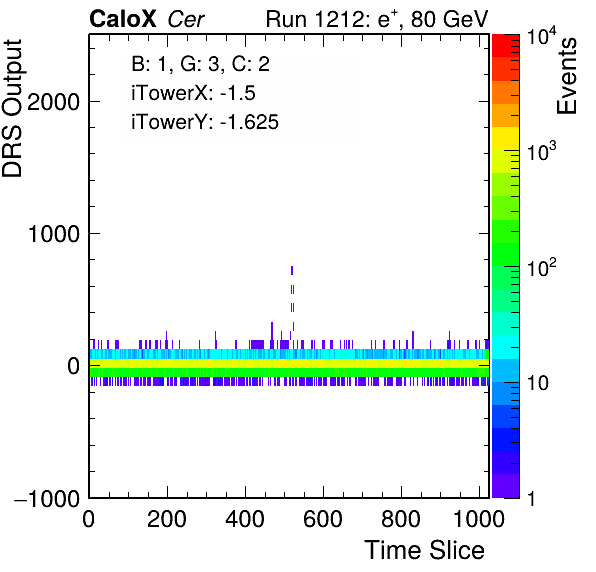 CaloX Cer Run 1212: e+, 80 GeV
B: 1, G: 3, C: 2
iTowerX: -1.5
iTowerY: -1.625
DRS Output
2000
1000
0
−1000
0 200 400 600 800 1000
Time Slice
Events
10^4
10^3
10^2
10
1